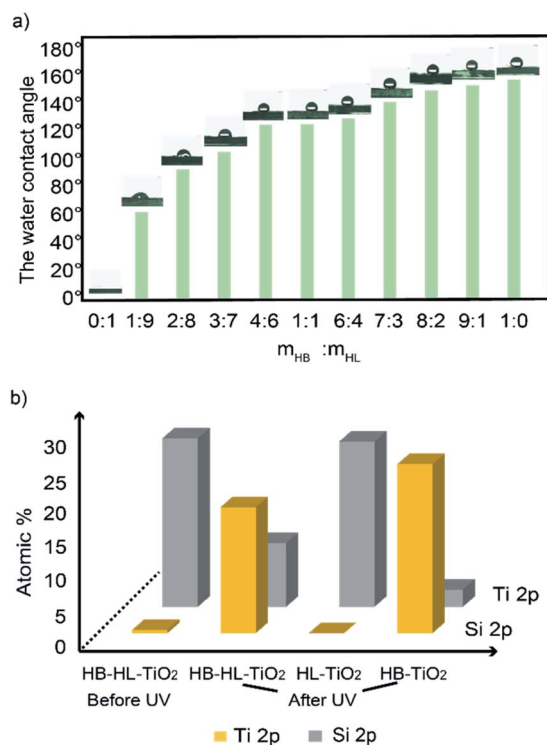 a)
180°
160°
140°
120°
100°
80°
60°
40°
20°
0°
The water contact angle
0:1 1:9 2:8 3:7 4:6 1:1 6:4 7:3 8:2 9:1 1:0
mHB :mHL
b)
30
25
20
15
10
5
0
Atomic %
Ti 2p
Si 2p
HB-HL-TiO2 HB-HL-TiO2 HL-TiO2 HB-TiO2
Before UV After UV
Ti 2p Si 2p